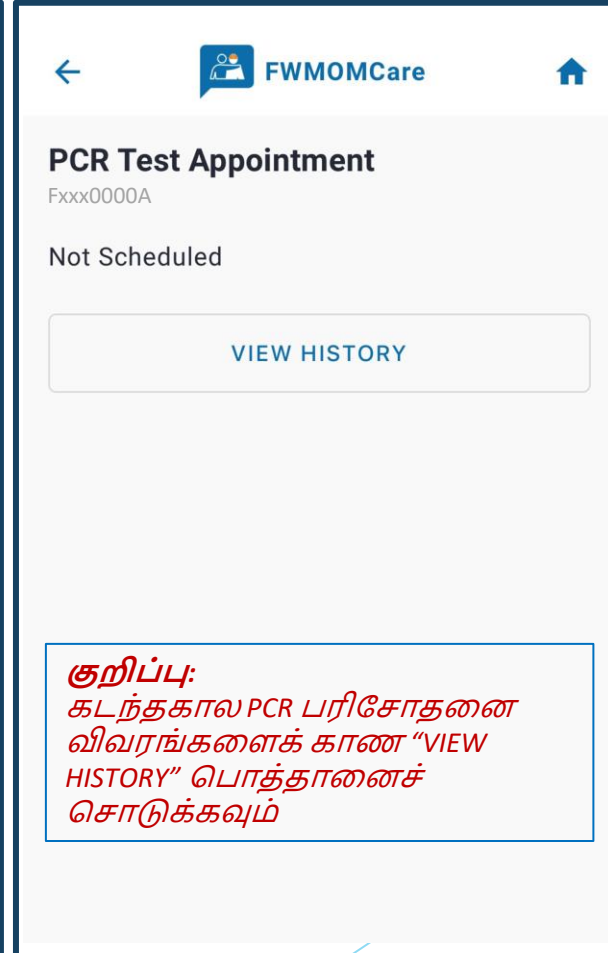 FWMOMCare
PCR Test Appointment
Fxxx0000A
Not Scheduled
VIEW HISTORY
குறிப்பு:
கடந்தகால PCR பரிசோதனை
விவரங்களைக் காண “VIEW
HISTORY” பொத்தானைச்
சொடுக்கவும்